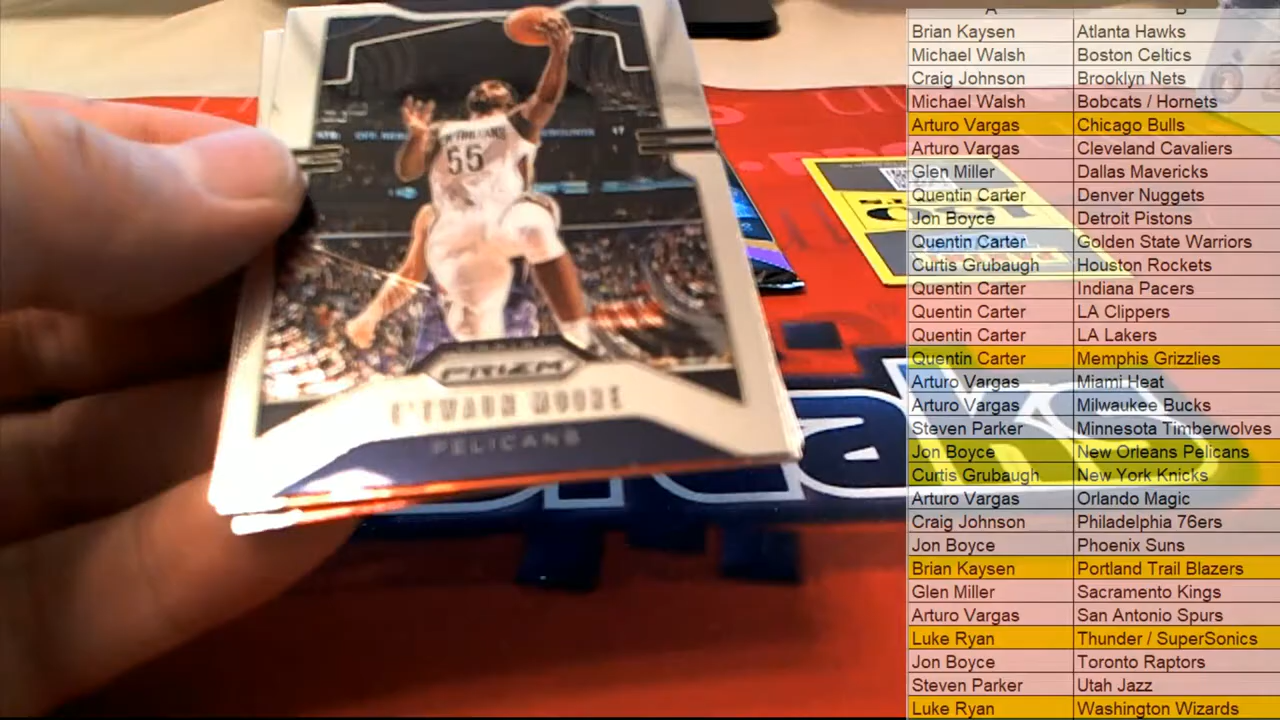 55
PRIZM
E'TWAUN MOORE
PELICANS
A B
Brian Kaysen Atlanta Hawks
Michael Walsh Boston Celtics
Craig Johnson Brooklyn Nets
Michael Walsh Bobcats / Hornets
Arturo Vargas Chicago Bulls
Arturo Vargas Cleveland Cavaliers
Glen Miller Dallas Mavericks
Quentin Carter Denver Nuggets
Jon Boyce Detroit Pistons
Quentin Carter Golden State Warriors
Curtis Grubaugh Houston Rockets
Quentin Carter Indiana Pacers
Quentin Carter LA Clippers
Quentin Carter LA Lakers
Quentin Carter Memphis Grizzlies
Arturo Vargas Miami Heat
Arturo Vargas Milwaukee Bucks
Steven Parker Minnesota Timberwolves
Jon Boyce New Orleans Pelicans
Curtis Grubaugh New York Knicks
Arturo Vargas Orlando Magic
Craig Johnson Philadelphia 76ers
Jon Boyce Phoenix Suns
Brian Kaysen Portland Trail Blazers
Glen Miller Sacramento Kings
Arturo Vargas San Antonio Spurs
Luke Ryan Thunder / SuperSonics
Jon Boyce Toronto Raptors
Steven Parker Utah Jazz
Luke Ryan Washington Wizards